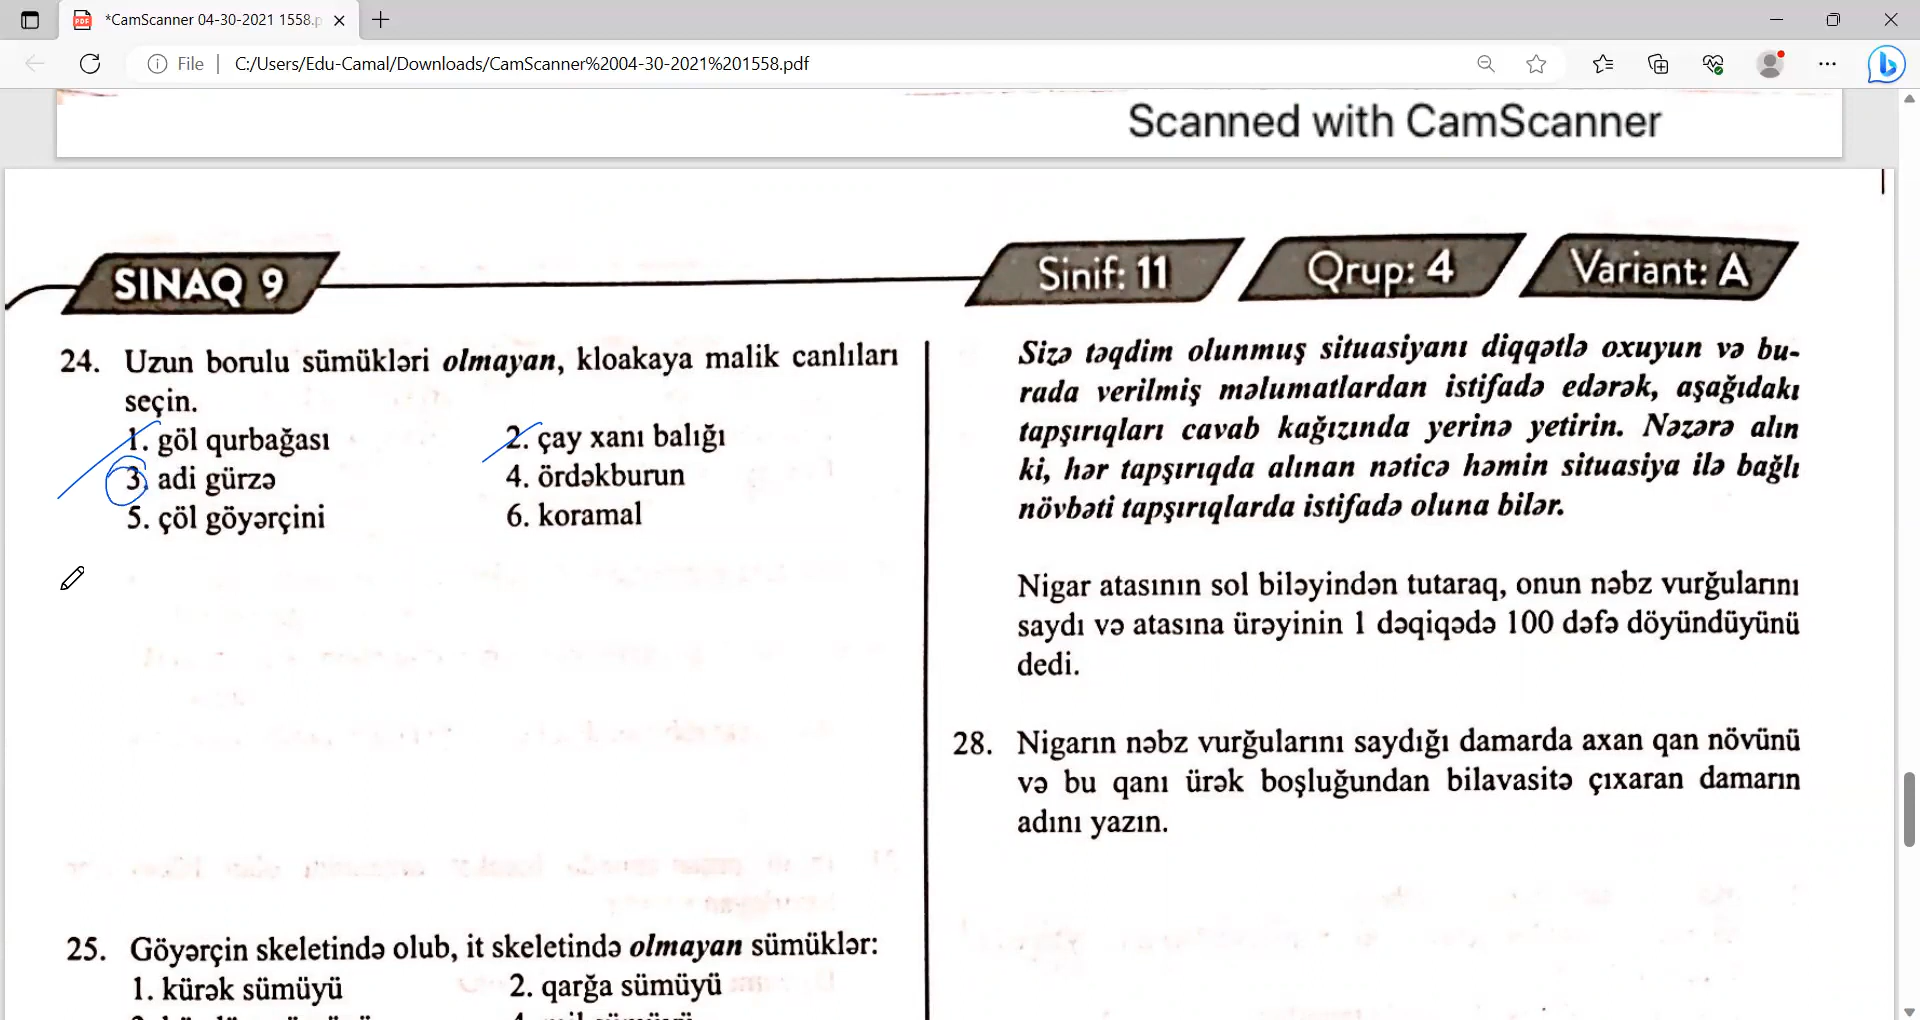 *CamScanner 04-30-2021 1558.p
File
C:/Users/Edu-Camal/Downloads/CamScanner%2004-30-2021%201558.pdf
Scanned with CamScanner
SINAQ 9
Sinif: 11
Qrup: 4
Variant: A
24. Uzun borulu sümükləri olmayan, kloakaya malik canlıları
seçin.
1. göl qurbağası
2. çay xanı balığı
3. adi gürzə
4. ördəkburun
5. çöl göyərçini
6. koramal
25. Göyərçin skeletində olub, it skeletində olmayan sümüklər:
1. kürək sümüyü
2. qarğa sümüyü
Sizə təqdim olunmuş situasiyanı diqqətlə oxuyun və bu-
rada verilmiş məlumatlardan istifadə edərək, aşağıdakı
tapşırıqları cavab kağızında yerinə yetirin. Nəzərə alın
ki, hər tapşırıqda alınan nəticə həmin situasiya ilə bağlı
növbəti tapşırıqlarda istifadə oluna bilər.
Nigar atasının sol biləyindən tutaraq, onun nəbz vurğularını
saydı və atasına ürəyinin 1 dəqiqədə 100 dəfə döyündüyünü
dedi.
28. Nigarın nəbz vurğularını saydığı damarda axan qan növünü
və bu qanı ürək boşluğundan bilavasitə çıxaran damarın
adını yazın.